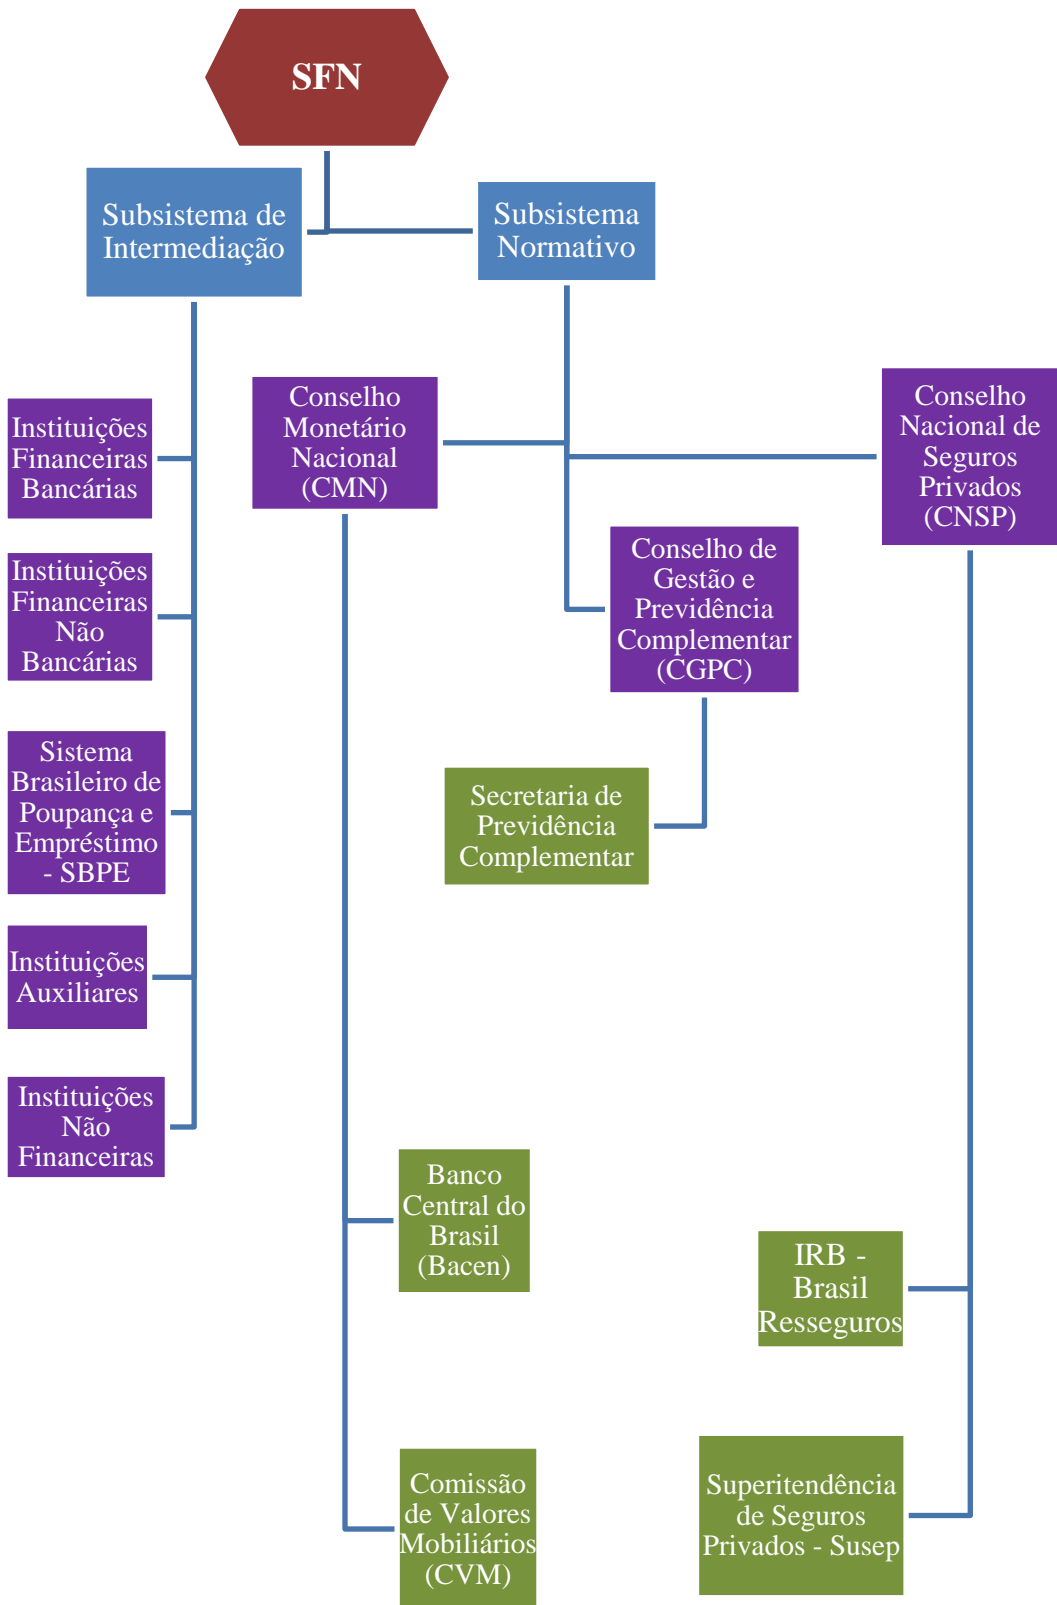 SFN
Subsistema de
Intermediação
Subsistema
Normativo
Instituições
Financeiras
Bancárias
Instituições
Financeiras
Não
Bancárias
Sistema
Brasileiro de
Poupança e
Empréstimo
- SBPE
Instituições
Auxiliares
Instituições
Não
Financeiras
Conselho
Monetário
Nacional
(CMN)
Banco
Central do
Brasil
(Bacen)
Comissão
de Valores
Mobiliários
(CVM)
Conselho de
Gestão e
Previdência
Complementar
(CGPC)
Secretaria de
Previdência
Complementar
Conselho
Nacional de
Seguros
Privados
(CNSP)
IRB -
Brasil
Resseguros
Superitendência
de Seguros
Privados - Susep